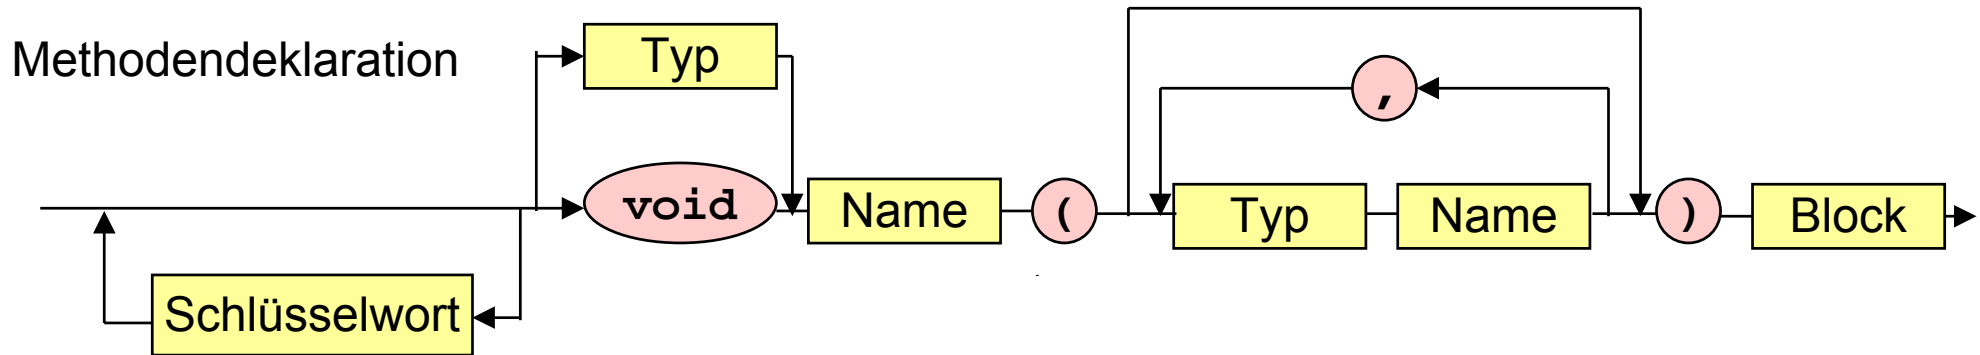 Methodendeklaration
Typ
,
void
Name
(
Typ
Name
)
Block
Schlüsselwort